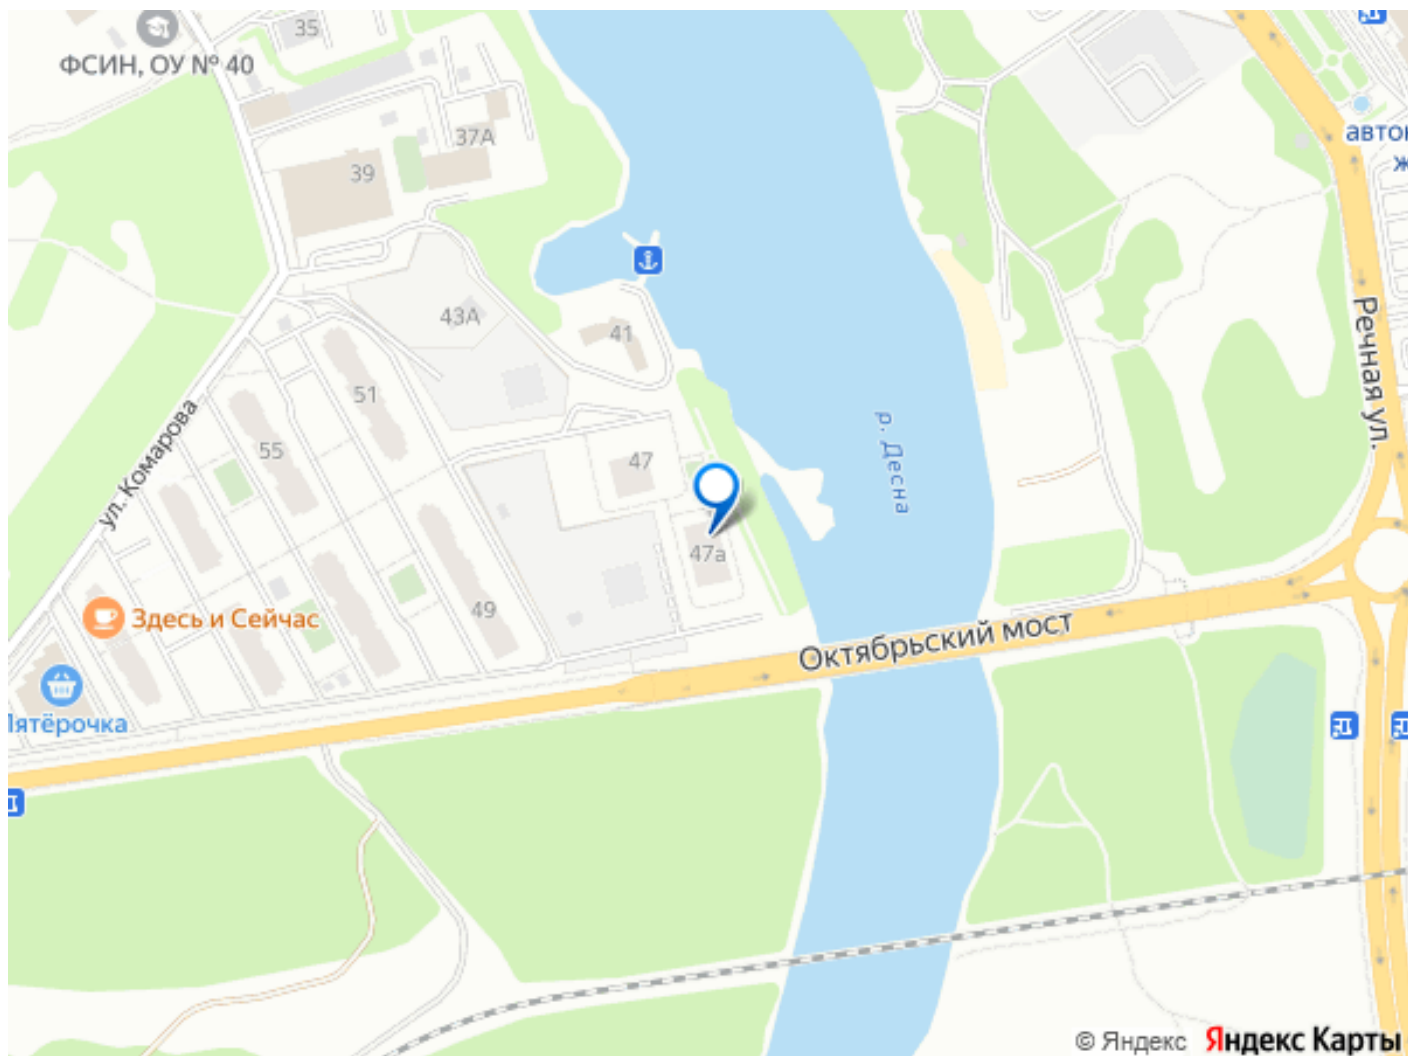 35
ФСИН, ОУ № 40
37А
39
автов
ж
43А
41
Речная ул.
51
ул. Комарова
55
47
р. Десна
47а
49
Здесь и Сейчас
Октябрьский мост
Пятёрочка
© Яндекс Яндекс Карты